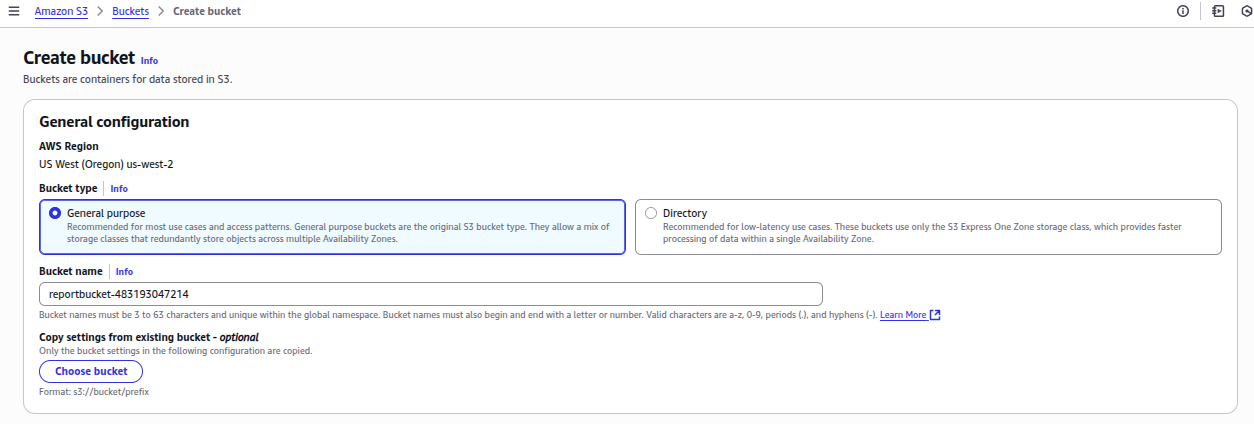 Amazon S3 > Buckets > Create bucket
Create bucket Info
Buckets are containers for data stored in S3.
General configuration
AWS Region
US West (Oregon) us-west-2
Bucket type Info
General purpose
Recommended for most use cases and access patterns. General purpose buckets are the original S3 bucket type. They allow a mix of
storage classes that redundantly store objects across multiple Availability Zones.
Directory
Recommended for low-latency use cases. These buckets use only the S3 Express One Zone storage class, which provides faster
processing of data within a single Availability Zone.
Bucket name Info
reportbucket-483193047214
Bucket names must be 3 to 63 characters and unique within the global namespace. Bucket names must also begin and end with a letter or number. Valid characters are a-z, 0-9, periods (.), and hyphens (-). Learn More
Copy settings from existing bucket - optional
Only the bucket settings in the following configuration are copied.
Choose bucket
Format: s3://bucket/prefix